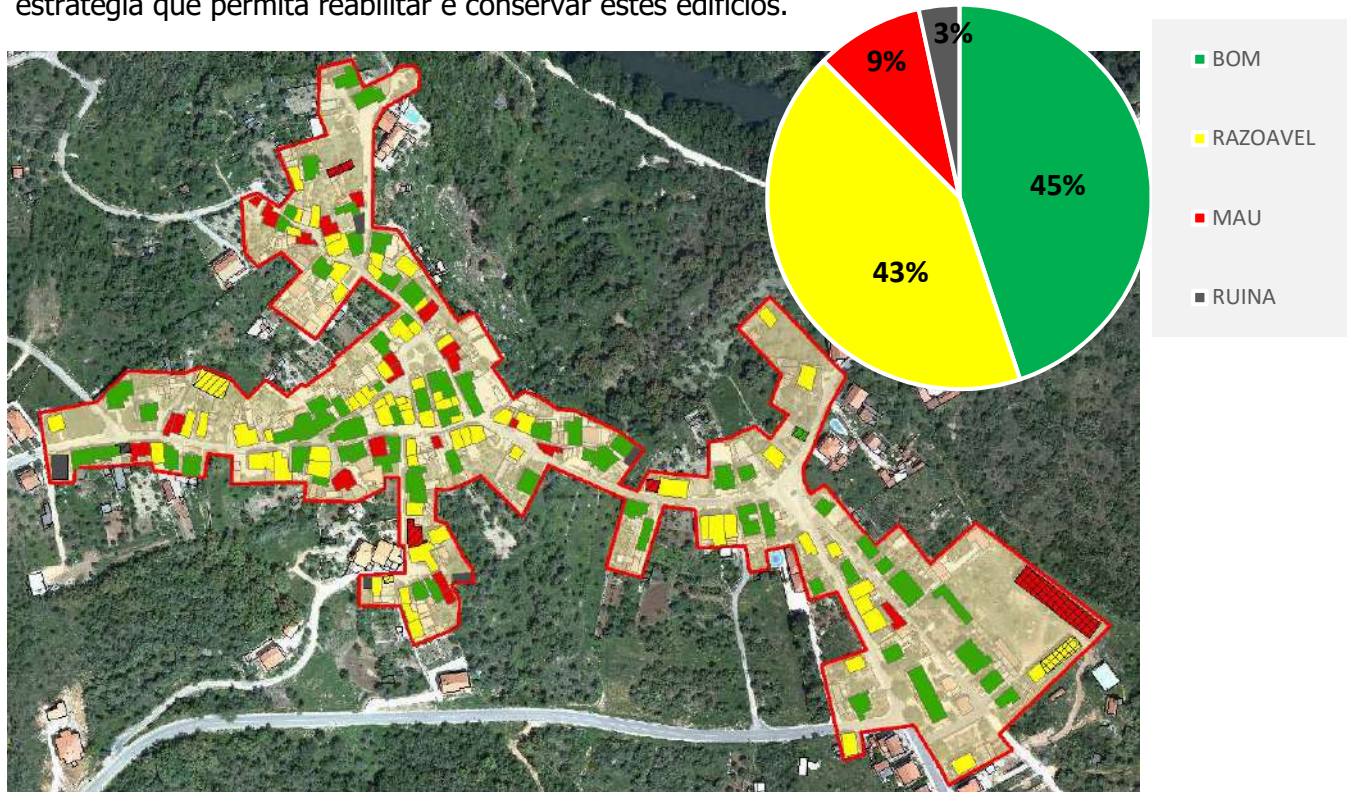 estratégia que permita reabilitar e conservar estes edifícios.
3%
9%
45%
43%
BOM
RAZOAVEL
MAU
RUINA